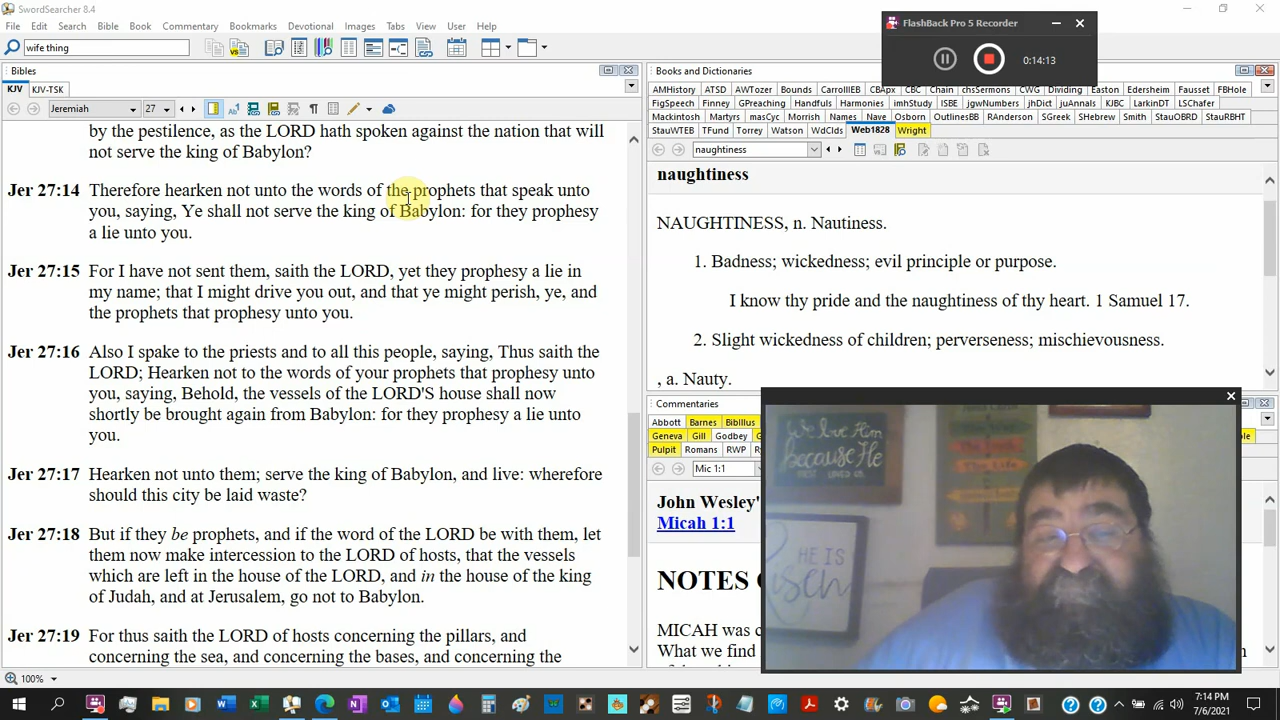 SwordSearcher 8.4
File Edit Search Bible Book Commentary Bookmarks Devotional Images Tabs View User Help
wife thing
FlashBack Pro 5 Recorder
0:14:13
Bibles
KJV KJV-TSK
Jeremiah 27
by the pestilence, as the LORD hath spoken against the nation that will
not serve the king of Babylon?
Jer 27:14 Therefore hearken not unto the words of the prophets that speak unto
you, saying, Ye shall not serve the king of Babylon: for they prophesy
a lie unto you.
Jer 27:15 For I have not sent them, saith the LORD, yet they prophesy a lie in
my name; that I might drive you out, and that ye might perish, ye, and
the prophets that prophesy unto you.
Jer 27:16 Also I spake to the priests and to all this people, saying, Thus saith the
LORD; Hearken not to the words of your prophets that prophesy unto
you, saying, Behold, the vessels of the LORD'S house shall now
shortly be brought again from Babylon: for they prophesy a lie unto
you.
Jer 27:17 Hearken not unto them; serve the king of Babylon, and live: wherefore
should this city be laid waste?
Jer 27:18 But if they be prophets, and if the word of the LORD be with them, let
them now make intercession to the LORD of hosts, that the vessels
which are left in the house of the LORD, and in the house of the king
of Judah, and at Jerusalem, go not to Babylon.
Jer 27:19 For thus saith the LORD of hosts concerning the pillars, and
concerning the sea, and concerning the bases, and concerning the
100%
Books and Dictionaries
AMHistory ATSD AWTozer Bounds CarrollIEB CBApx CBC Chain chsSermons CWG Dividing Easton Edersheim Fausset FBHole
FigSpeech Finney GPreaching Handfuls Harmonies imhStudy ISBE jgwNumbers jhDict juAnnals KJBC LarkinDT LSChafer
Mackintosh Martyrs masCyc Morrish Names Nave Osborn OutlinesBB RAnderson SGreek SHebrew Smith StauOBRD StauRBHT
StauWTEB TFund Torrey Watson WdClds Web1828 Wright
naughtiness
naughtiness
NAUGHTINESS, n. Nautiness.
1. Badness; wickedness; evil principle or purpose.
I know thy pride and the naughtiness of thy heart. 1 Samuel 17.
2. Slight wickedness of children; perverseness; mischievousness.
, a. Nauty.
Commentaries
Abbott Barnes BibIllus
Geneva Gill Godbey
Pulpit Romans RWP
Mic 1:1
John Wesley'
Micah 1:1
NOTES
MICAH was
What we find
We love Him
because He
FIRST LOVED US
The Life
HE IS
Risen
7:14 PM
7/6/2021